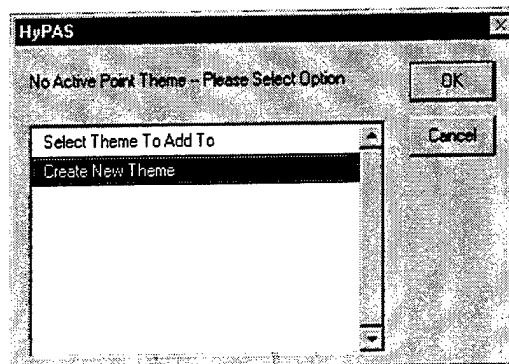 HyPAS
No Active Point Theme -- Please Select Option
OK
Select Theme To Add To
Cancel
Create New Theme